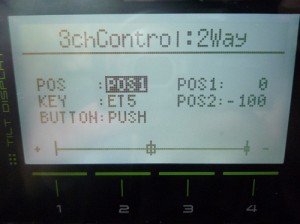 3chControl:2Way
POS :POS1 POS1: 0
KEY :ET5 POS2:-100
BUTTON:PUSH
+ -
TILT DISPLAY
1 2 3 4